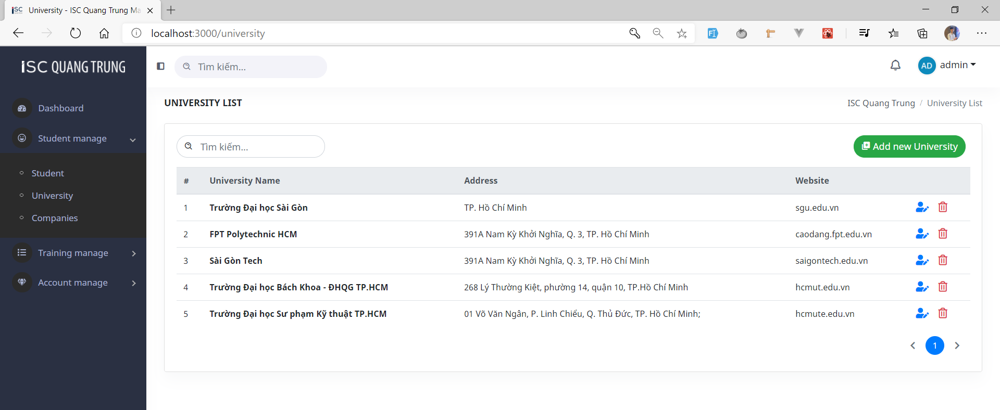 University - ISC Quang Trung Ma
localhost:3000/university
ISC QUANG TRUNG
Tìm kiếm...
AD admin
Dashboard
Student manage
Student
University
Companies
Training manage
Account manage
UNIVERSITY LIST
ISC Quang Trung / University List
Tìm kiếm...
Add new University
# University Name Address Website
1 Trường Đại học Sài Gòn TP. Hồ Chí Minh sgu.edu.vn
2 FPT Polytechnic HCM 391A Nam Kỳ Khởi Nghĩa, Q. 3, TP. Hồ Chí Minh caodang.fpt.edu.vn
3 Sài Gòn Tech 391A Nam Kỳ Khởi Nghĩa, Q. 3, TP. Hồ Chí Minh saigontech.edu.vn
4 Trường Đại học Bách Khoa - ĐHQG TP.HCM 268 Lý Thường Kiệt, phường 14, quận 10, TP.Hồ Chí Minh hcmut.edu.vn
5 Trường Đại học Sư phạm Kỹ thuật TP.HCM 01 Võ Văn Ngân, P. Linh Chiểu, Q. Thủ Đức, TP. Hồ Chí Minh; hcmute.edu.vn
1